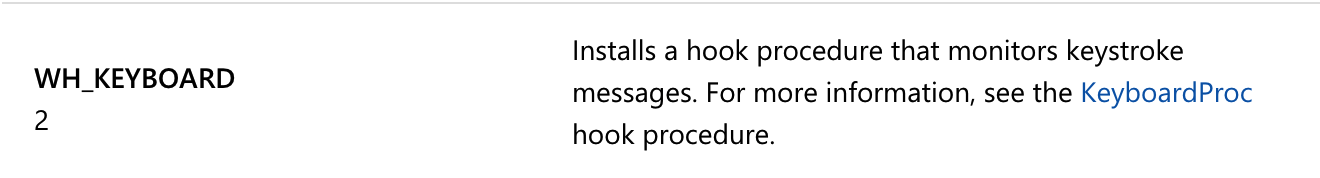 WH_KEYBOARD
2
Installs a hook procedure that monitors keystroke
messages. For more information, see the KeyboardProc
hook procedure.